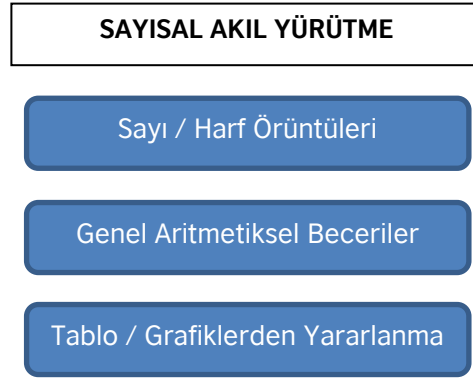 SAYISAL AKIL YÜRÜTME
Sayı / Harf Örüntüleri
Genel Aritmetiksel Beceriler
Tablo / Grafiklerden Yararlanma